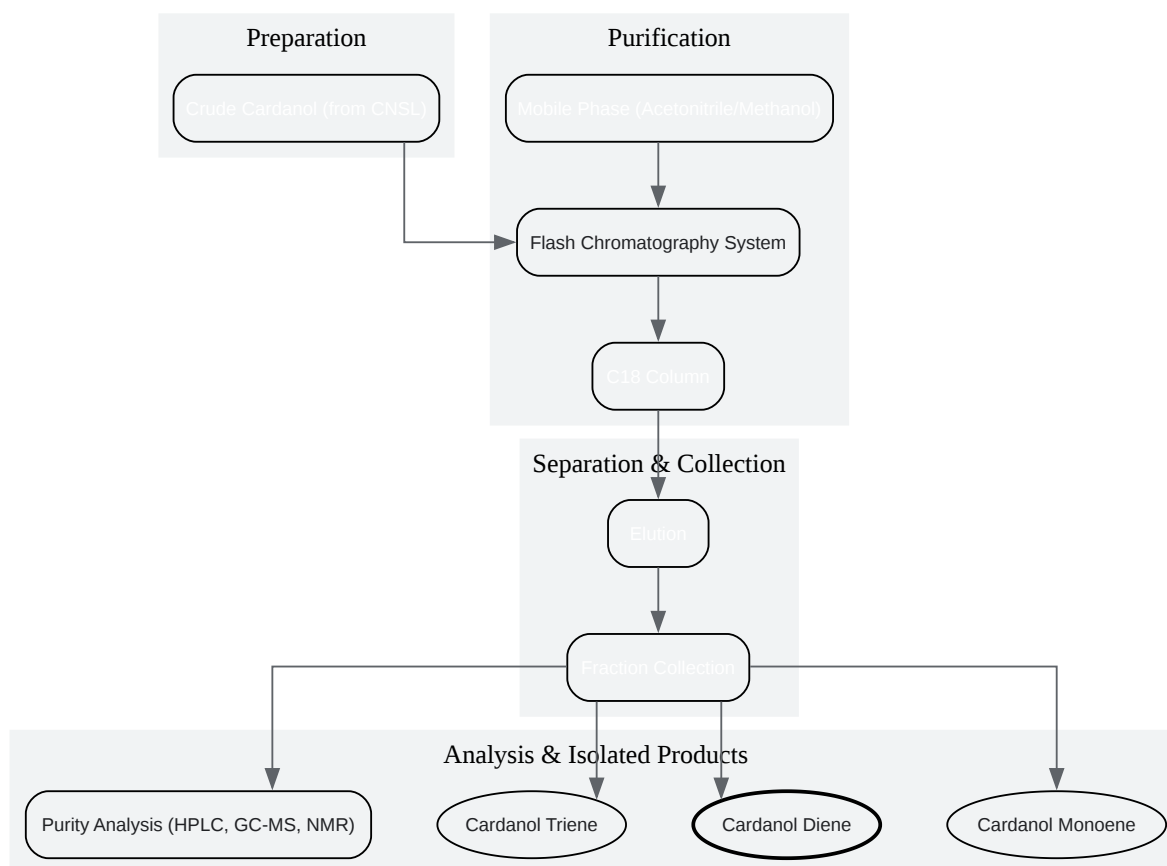 Preparation
Purification
Crude Cardanol (from CNSL)
Mobile Phase (Acetonitrile/Methanol)
Flash Chromatography System
C18 Column
Separation & Collection
Elution
Fraction Collection
Analysis & Isolated Products
Purity Analysis (HPLC, GC-MS, NMR)
Cardanol Triene
Cardanol Diene
Cardanol Monoene